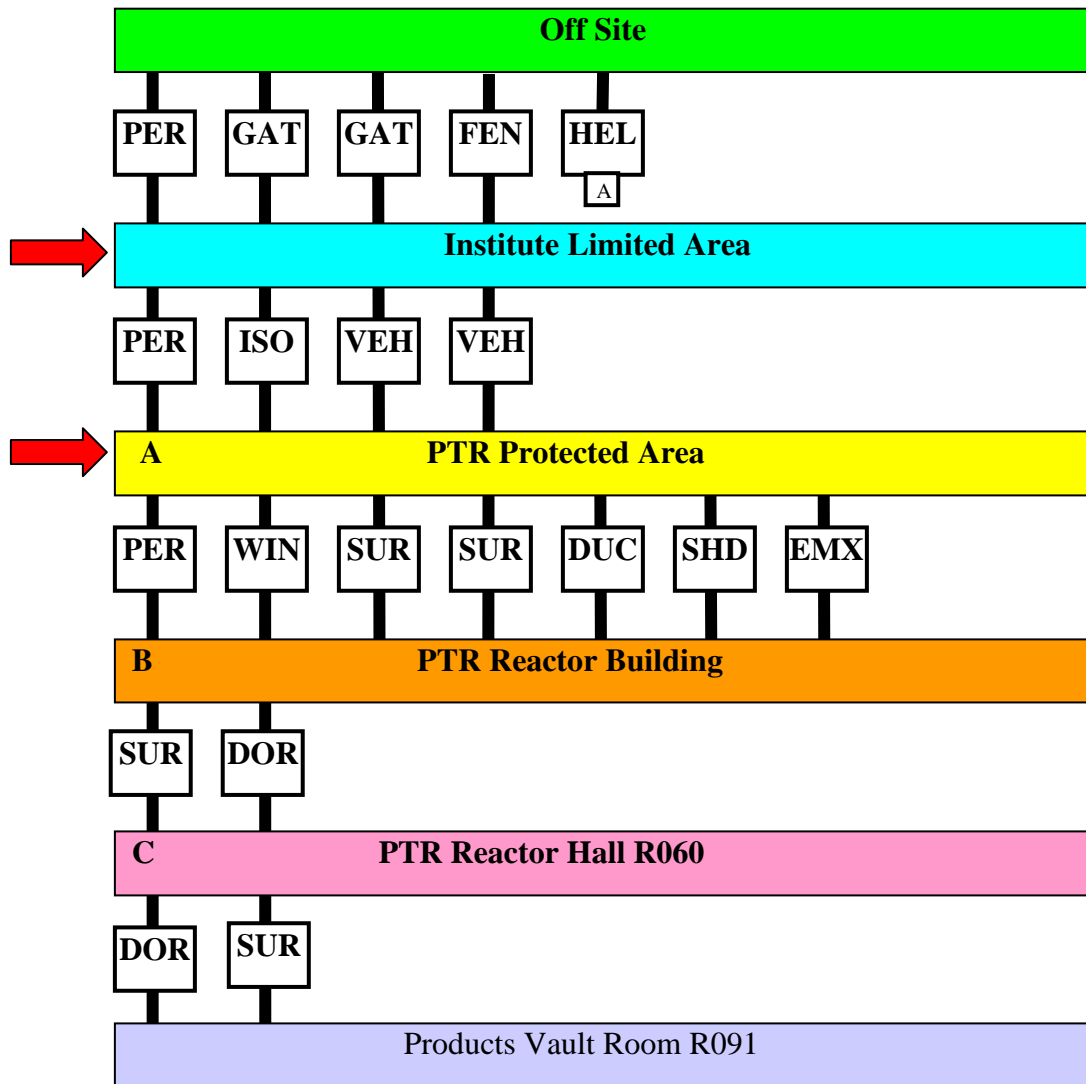 Off Site
PER GAT GAT FEN HEL
A
Institute Limited Area
PER ISO VEH VEH
A PTR Protected Area
PER WIN SUR SUR DUC SHD EMX
B PTR Reactor Building
SUR DOR
C PTR Reactor Hall R060
DOR SUR
Products Vault Room R091